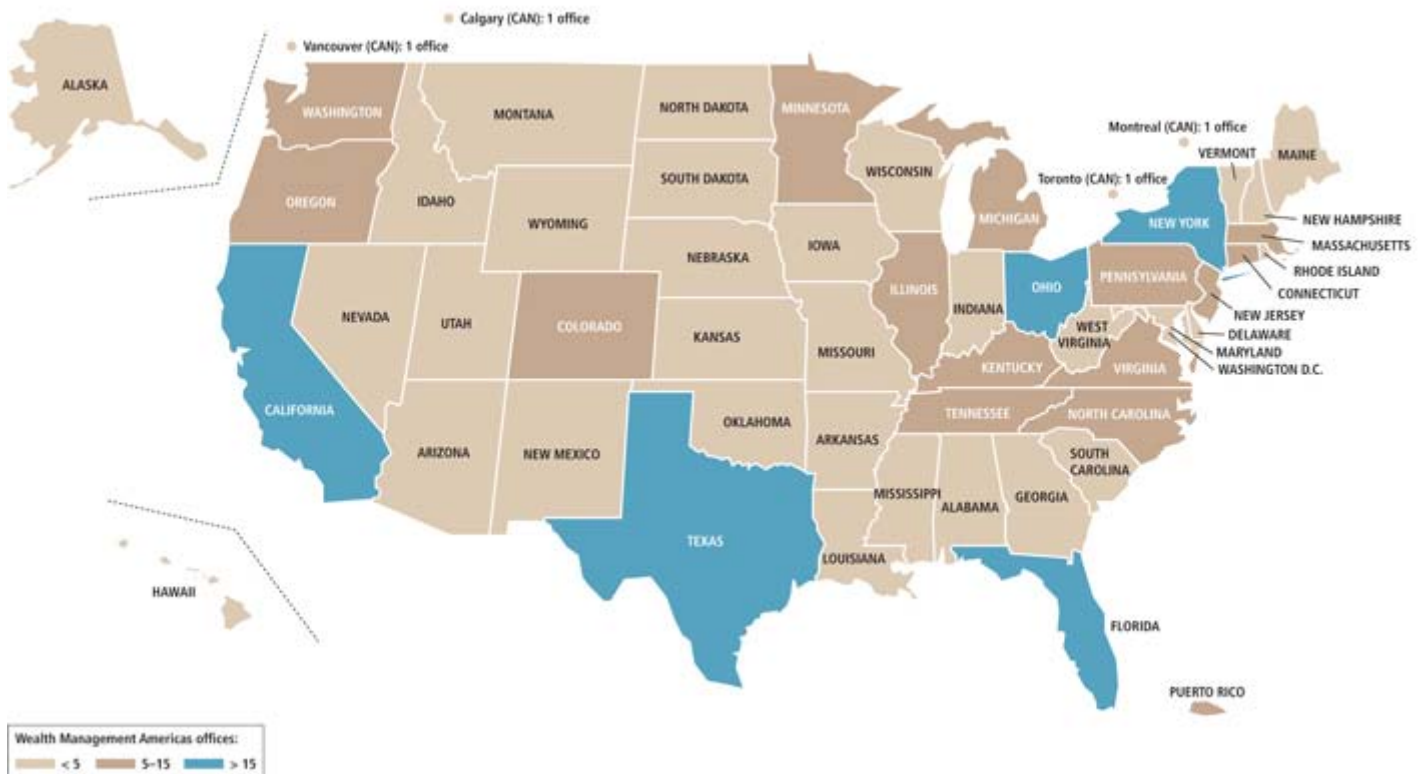 Calgary (CAN): 1 office
Vancouver (CAN): 1 office
ALASKA
WASHINGTON
MONTANA
NORTH DAKOTA
MINNESOTA
Montreal (CAN): 1 office
VERMONT
MAINE
OREGON
IDAHO
SOUTH DAKOTA
WISCONSIN
Toronto (CAN): 1 office
MICHIGAN
NEW YORK
NEW HAMPSHIRE
WYOMING
IOWA
MASSACHUSETTS
NEBRASKA
PENNSYLVANIA
RHODE ISLAND
ILLINOIS
OHIO
CONNECTICUT
NEVADA
UTAH
COLORADO
INDIANA
NEW JERSEY
KANSAS
MISSOURI
WEST
VIRGINIA
DELAWARE
MARYLAND
KENTUCKY
VIRGINIA
WASHINGTON D.C.
CALIFORNIA
TENNESSEE
NORTH CAROLINA
ARIZONA
NEW MEXICO
OKLAHOMA
ARKANSAS
SOUTH
CAROLINA
MISSISSIPPI
ALABAMA
GEORGIA
TEXAS
LOUISIANA
HAWAII
FLORIDA
PUERTO RICO
Wealth Management Americas offices:
< 5
5–15
> 15